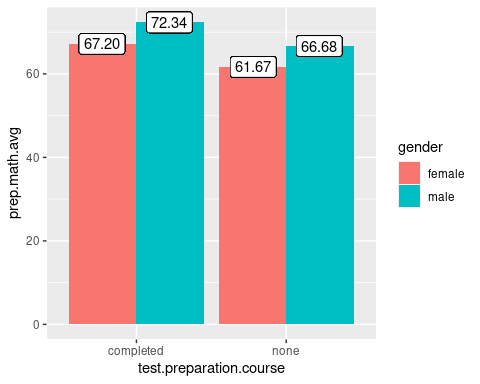 72.34
67.20
66.68
61.67
60
40
20
0
prep.math.avg
completed
none
test.preparation.course
gender
female
male